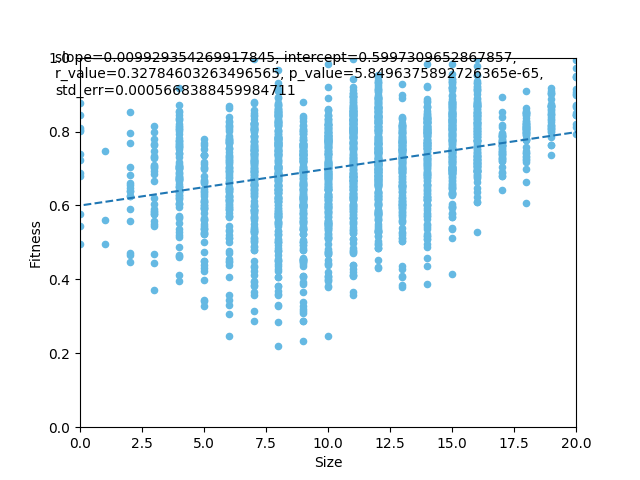 slope=0.009929354269917845, intercept=0.5997309652867857,
r_value=0.32784603263496565, p_value=5.8496375892726365e-65,
std_err=0.0005668388459984711
1.0
0.8
0.6
0.4
0.2
0.0
Fitness
0.0 2.5 5.0 7.5 10.0 12.5 15.0 17.5 20.0
Size